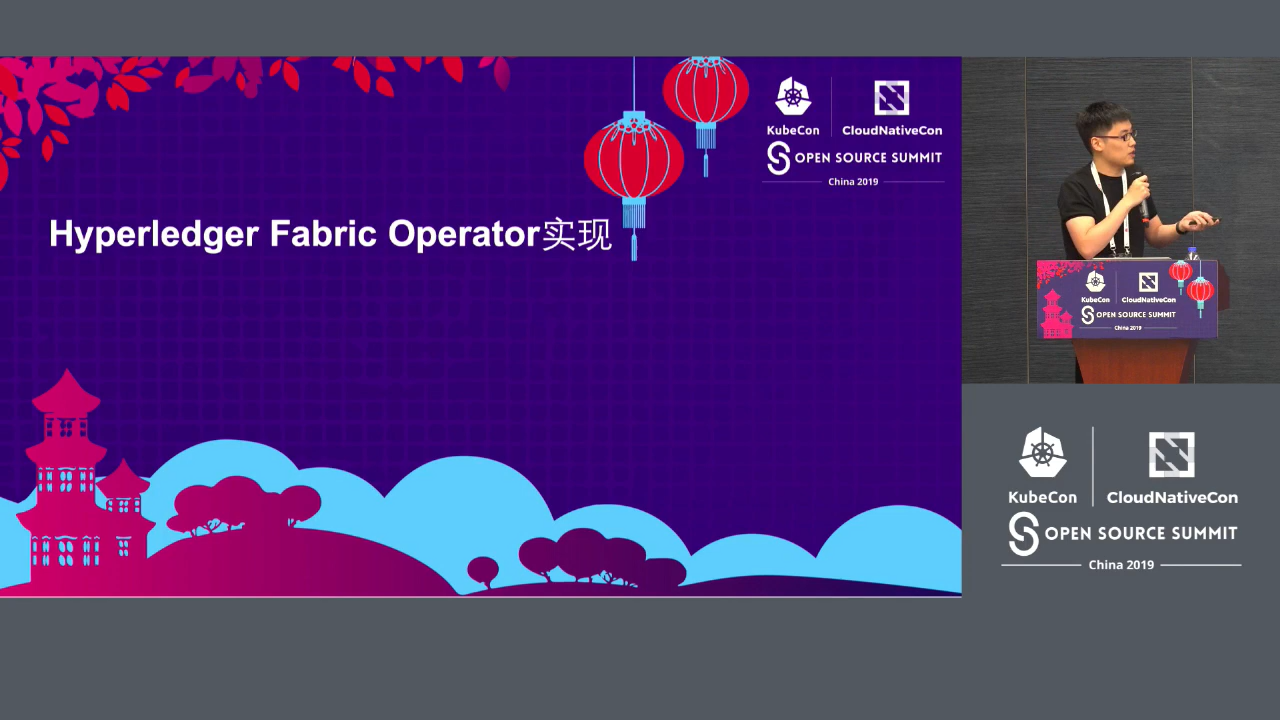 KubeCon
CloudNativeCon
OPEN SOURCE SUMMIT
China 2019
Hyperledger Fabric Operator实现
KubeCon
CloudNativeCon
OPEN SOURCE SUMMIT
China 2019
KubeCon
CloudNativeCon
OPEN SOURCE SUMMIT
China 2019